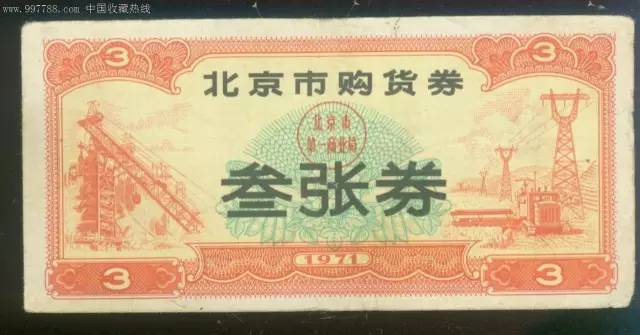 www.997788.com 中国收藏热线
3 3
北京市购货券
北京市
第一商业局
叁张券
1971
3 3